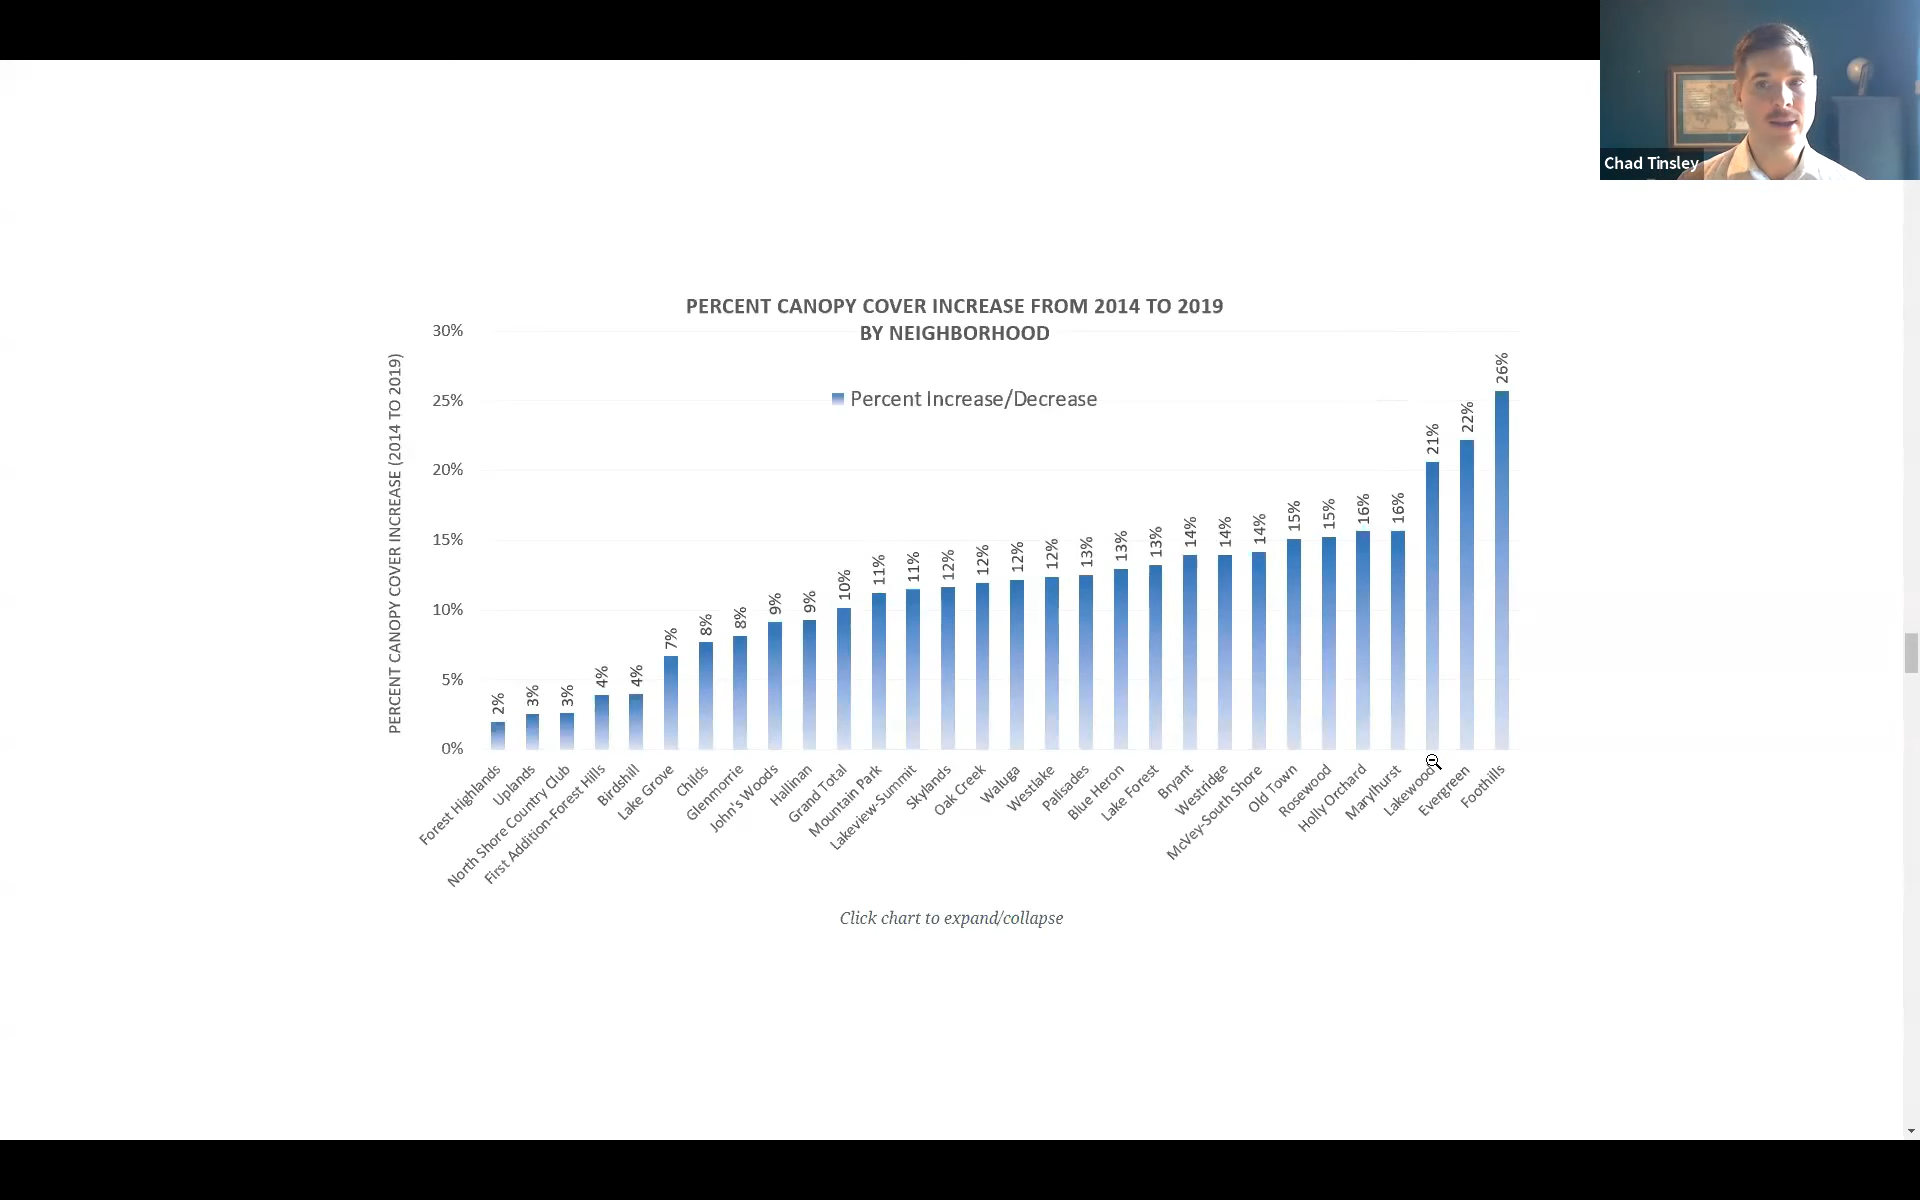 Chad Tinsley
PERCENT CANOPY COVER INCREASE FROM 2014 TO 2019
BY NEIGHBORHOOD
Percent Increase/Decrease
PERCENT CANOPY COVER INCREASE (2014 TO 2019)
30%
25%
20%
15%
10%
5%
0%
2%
3%
3%
4%
4%
7%
8%
8%
9%
9%
10%
11%
11%
12%
12%
12%
12%
13%
13%
13%
14%
14%
14%
15%
15%
16%
16%
21%
22%
26%
Forest Highlands
Uplands
North Shore Country Club
First Addition-Forest Hills
Birdshill
Lake Grove
Childs
Glenmorrie
John's Woods
Hallinan
Grand Total
Mountain Park
Lakeview-Summit
Skylands
Oak Creek
Waluga
Westlake
Palisades
Blue Heron
Lake Forest
Bryant
Westridge
McVey-South Shore
Old Town
Rosewood
Holly Orchard
Marylhurst
Lakewood
Evergreen
Foothills
Click chart to expand/collapse